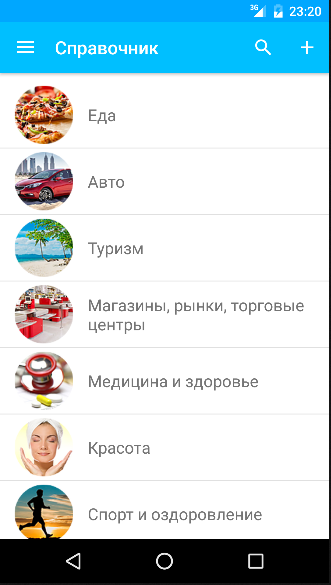 3G 23:20
Справочник
Еда
Авто
Туризм
Магазины, рынки, торговые
центры
Медицина и здоровье
Красота
Спорт и оздоровление